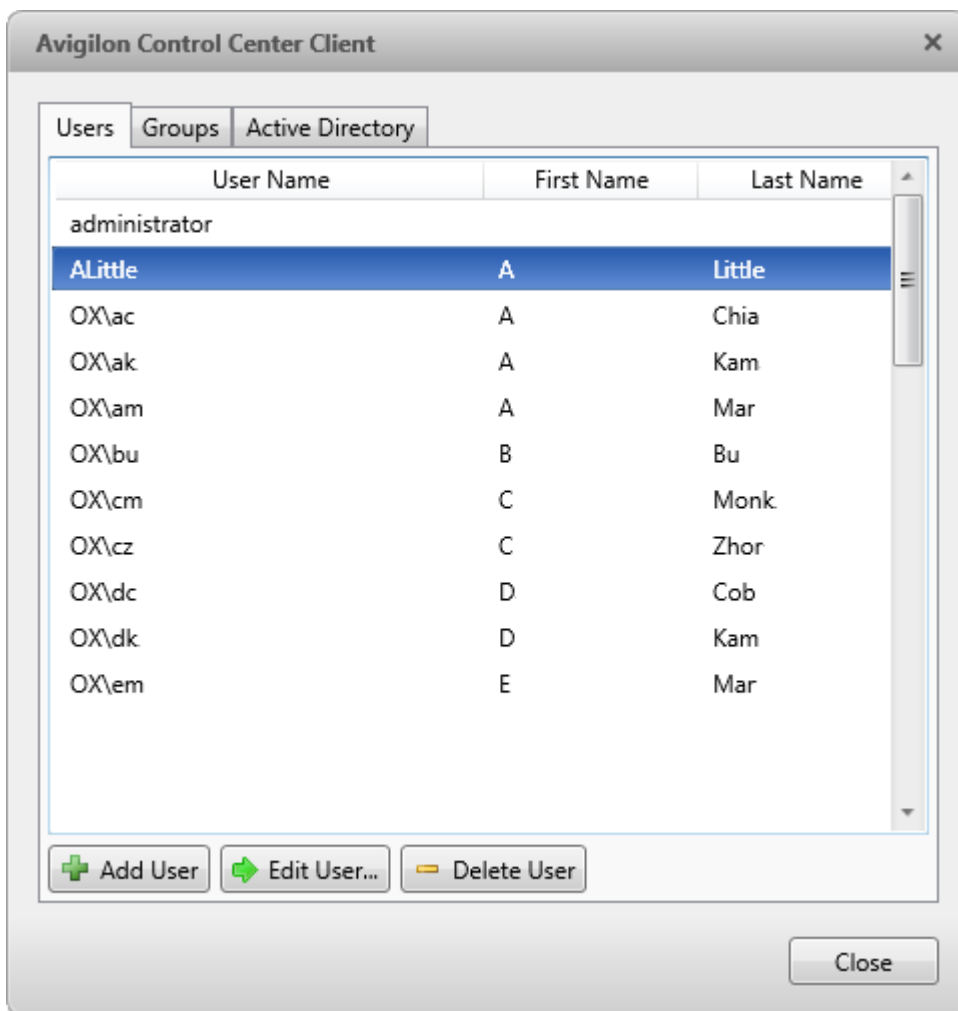 Avigilon Control Center Client
Users Groups Active Directory
User Name First Name Last Name
administrator
ALittle A Little
OX\ac A Chia
OX\ak A Kam
OX\am A Mar
OX\bu B Bu
OX\cm C Monk
OX\cz C Zhor
OX\dc D Cob
OX\dk D Kam
OX\em E Mar
Add User Edit User... Delete User
Close